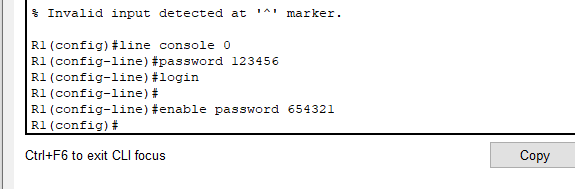 % Invalid input detected at '^' marker.
R1(config)#line console 0
R1(config-line)#password 123456
R1(config-line)#login
R1(config-line)#
R1(config-line)#enable password 654321
R1(config)#
Ctrl+F6 to exit CLI focus
Copy